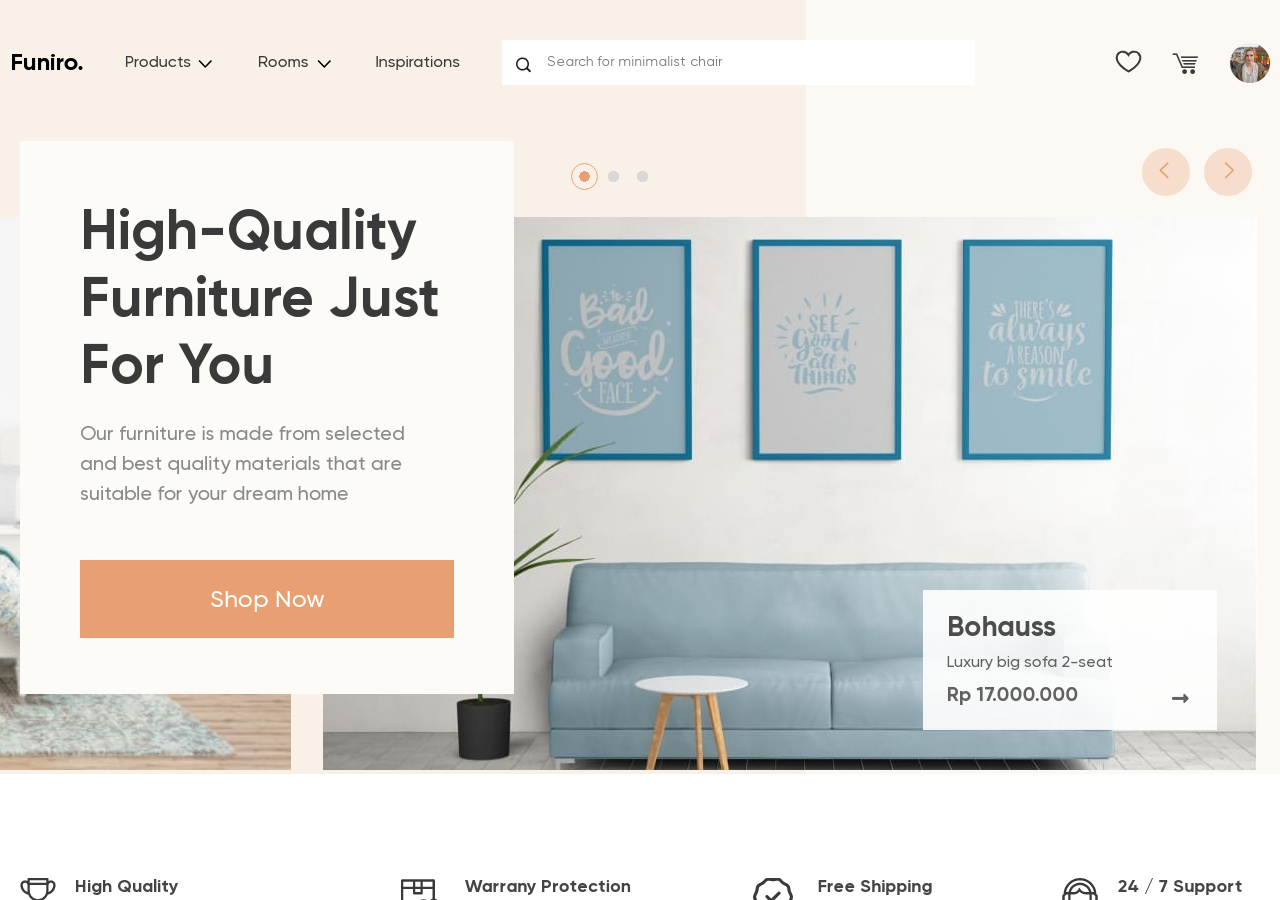 Funiro.
Products
Rooms
Inspirations
Search for minimalist chair
High-Quality
Furniture Just
For You
Our furniture is made from selected
and best quality materials that are
suitable for your dream home
Shop Now
Bad
Good
FACE
SEE
Good
in
all
THINGS
THERE'S
always
A REASON
to smile
Bohauss
Luxury big sofa 2-seat
Rp 17.000.000
High Quality
Warrany Protection
Free Shipping
24 / 7 Support